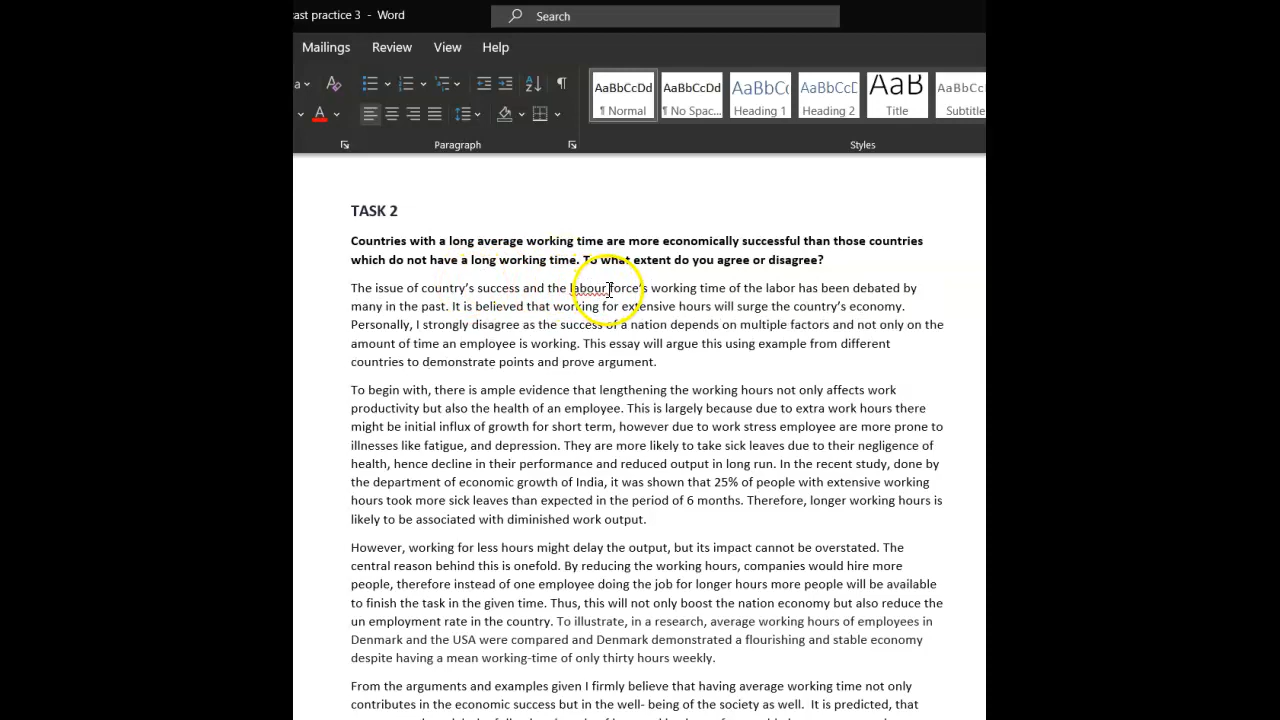 ast practice 3 - Word
Search
Mailings Review View Help
AaBbCcDd AaBbCcDd AaBbC AaBbCcD AaB AaBbCc
¶ Normal ¶ No Spac... Heading 1 Heading 2 Title Subtitle
Paragraph Styles
TASK 2
Countries with a long average working time are more economically successful than those countries
which do not have a long working time. To what extent do you agree or disagree?
The issue of country's success and the labour force's working time of the labor has been debated by
many in the past. It is believed that working for extensive hours will surge the country's economy.
Personally, I strongly disagree as the success of a nation depends on multiple factors and not only on the
amount of time an employee is working. This essay will argue this using example from different
countries to demonstrate points and prove argument.
To begin with, there is ample evidence that lengthening the working hours not only affects work
productivity but also the health of an employee. This is largely because due to extra work hours there
might be initial influx of growth for short term, however due to work stress employee are more prone to
illnesses like fatigue, and depression. They are more likely to take sick leaves due to their negligence of
health, hence decline in their performance and reduced output in long run. In the recent study, done by
the department of economic growth of India, it was shown that 25% of people with extensive working
hours took more sick leaves than expected in the period of 6 months. Therefore, longer working hours is
likely to be associated with diminished work output.
However, working for less hours might delay the output, but its impact cannot be overstated. The
central reason behind this is onefold. By reducing the working hours, companies would hire more
people, therefore instead of one employee doing the job for longer hours more people will be available
to finish the task in the given time. Thus, this will not only boost the nation economy but also reduce the
un employment rate in the country. To illustrate, in a research, average working hours of employees in
Denmark and the USA were compared and Denmark demonstrated a flourishing and stable economy
despite having a mean working-time of only thirty hours weekly.
From the arguments and examples given I firmly believe that having average working time not only
contributes in the economic success but in the well- being of the society as well. It is predicted, that